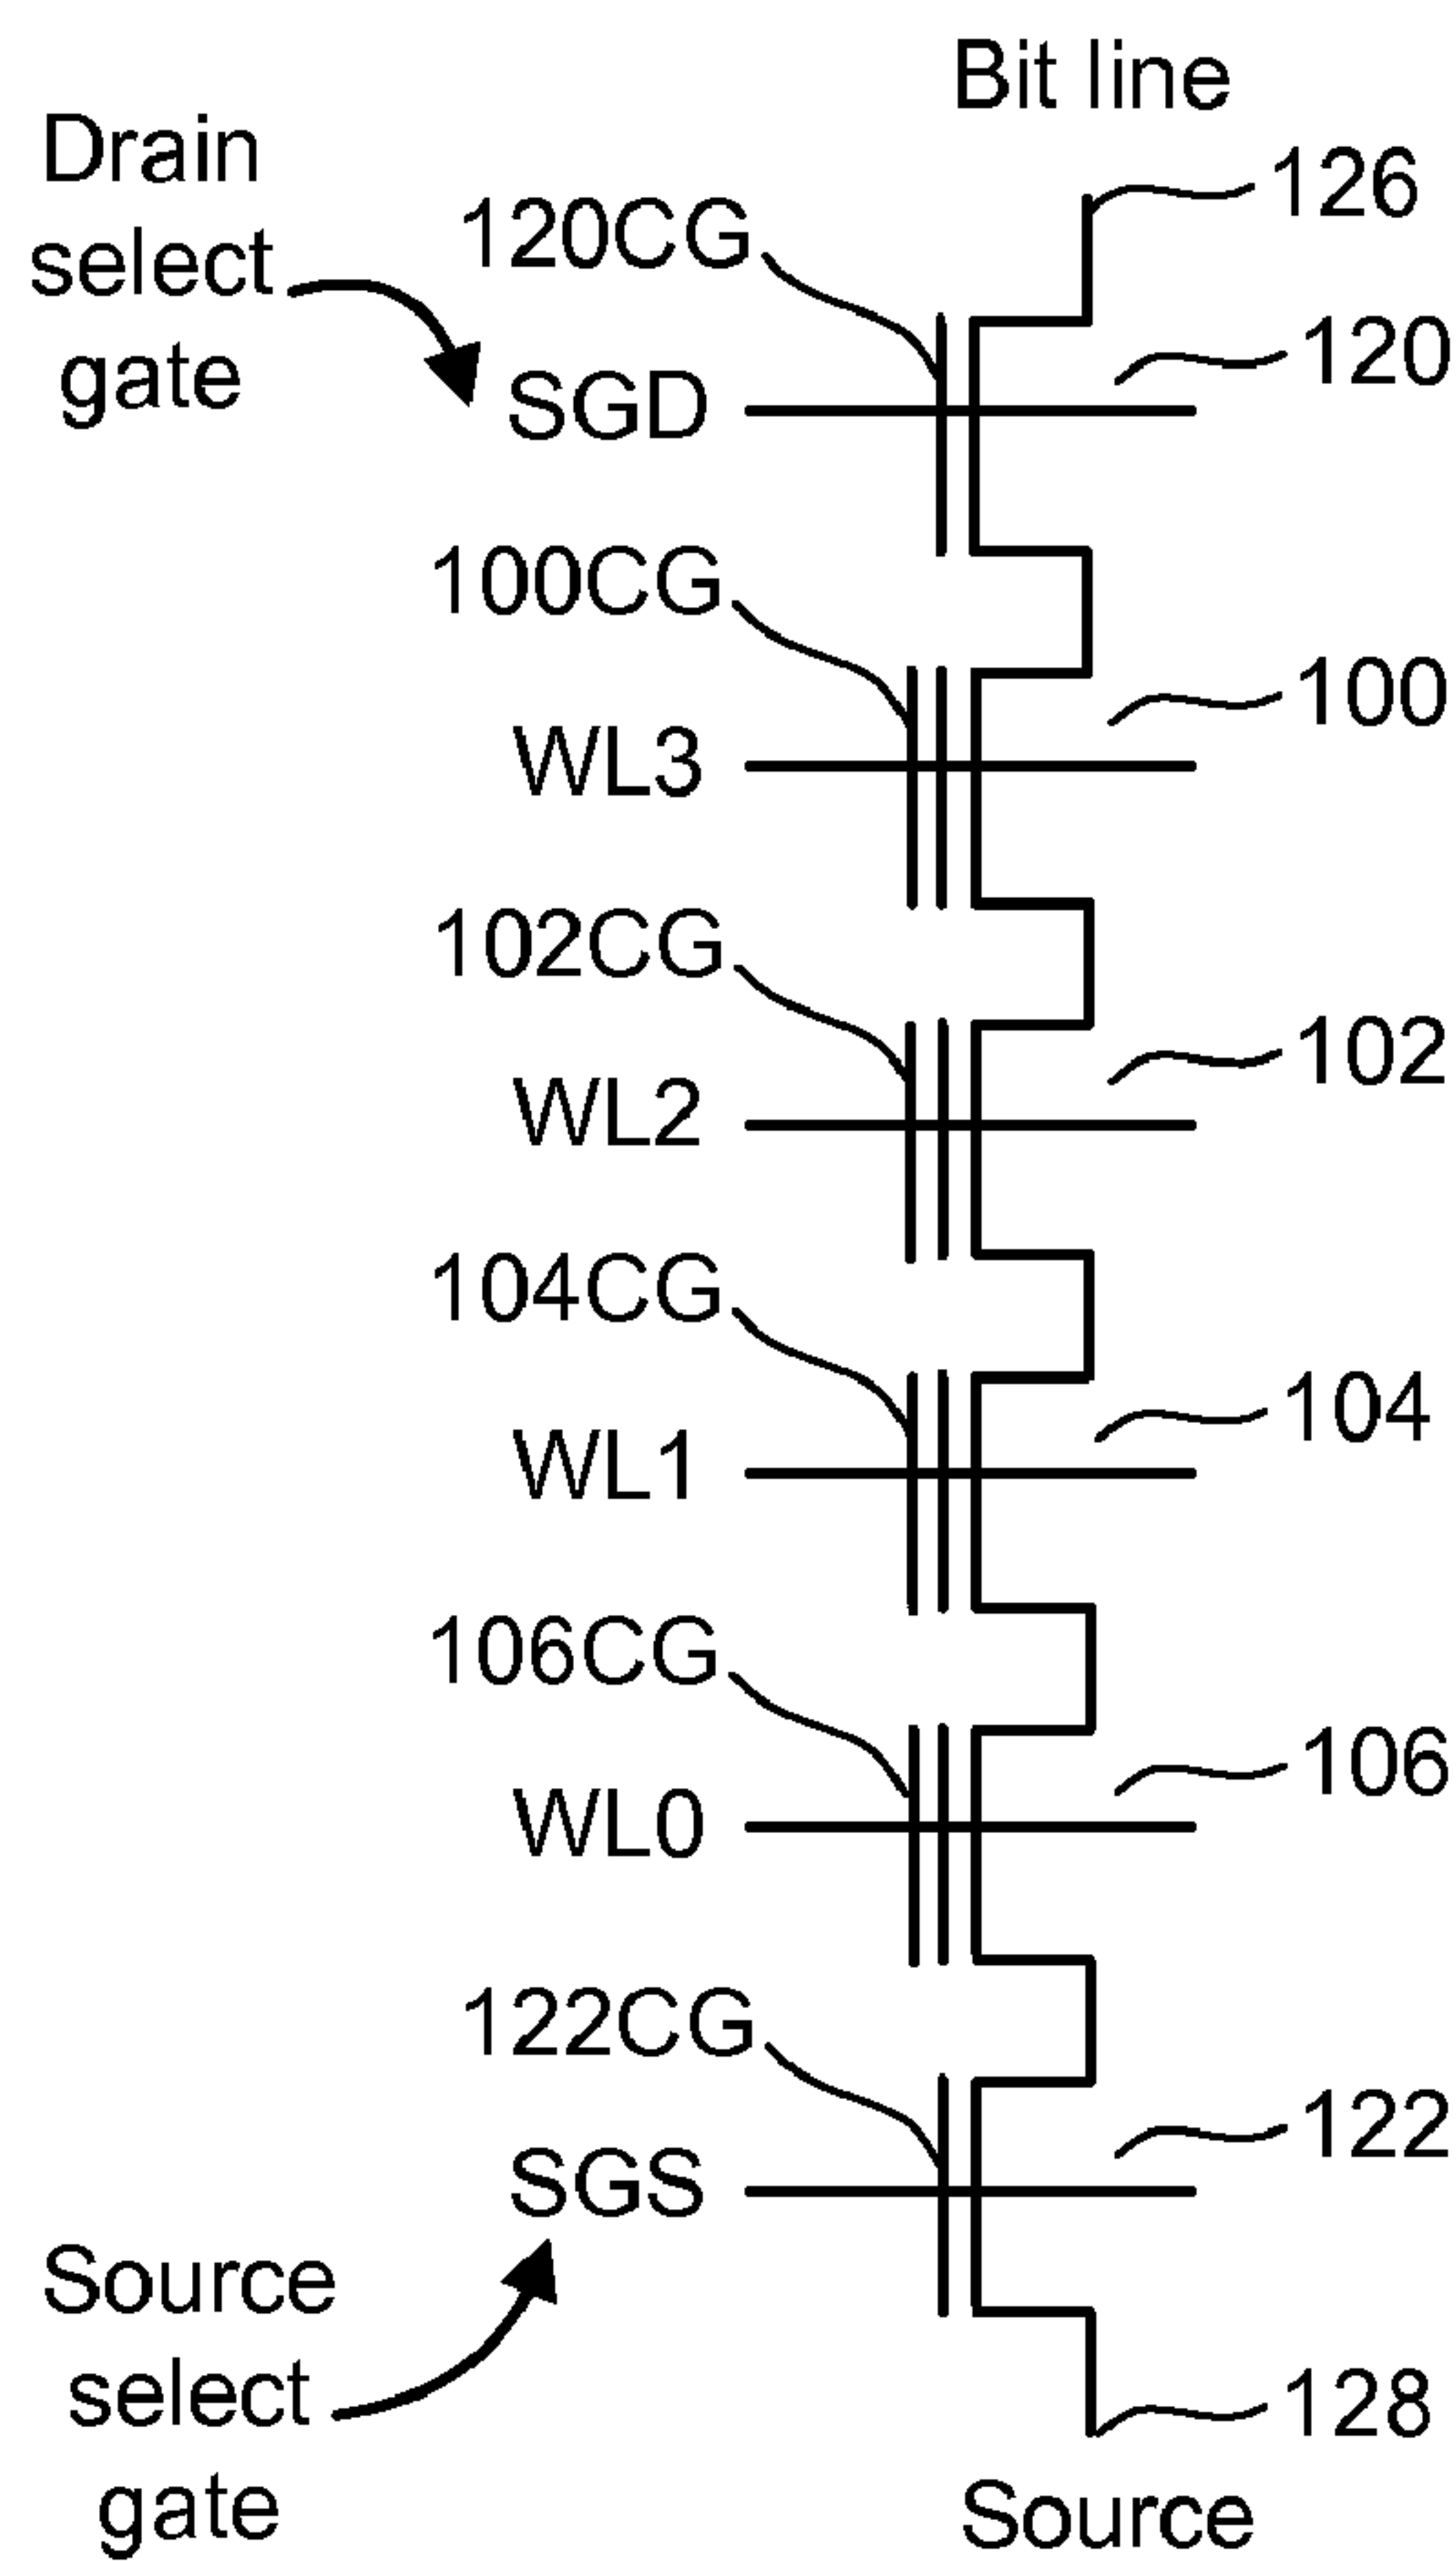 Bit line
126
Drain
select
gate
120CG
120
SGD
100CG
100
WL3
102CG
102
WL2
104CG
104
WL1
106CG
106
WL0
122CG
122
SGS
Source
select
gate
128
Source